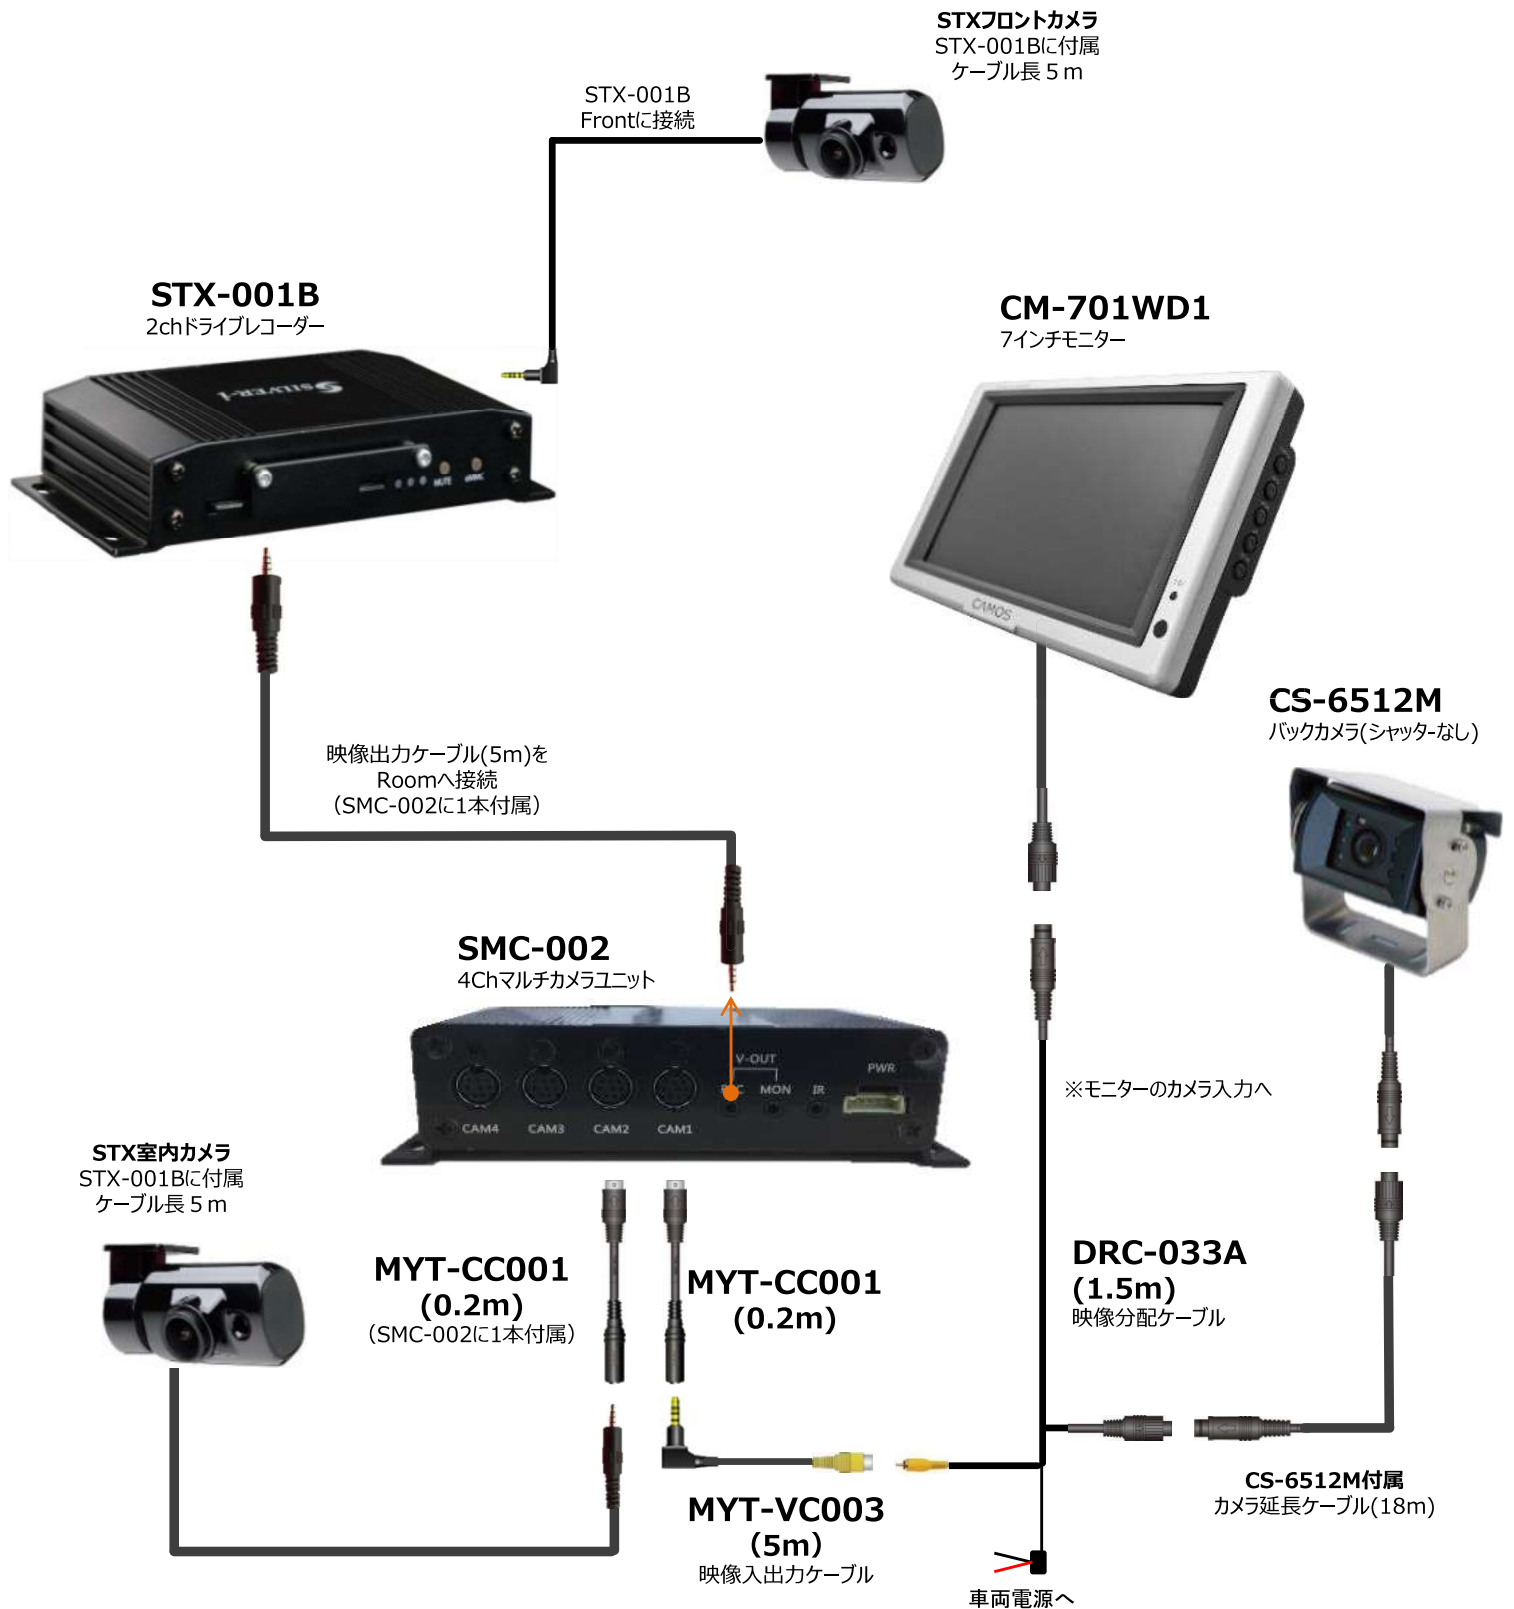 STXフロントカメラ
STX-001Bに付属
ケーブル長５ｍ
STX-001B
Frontに接続
STX-001B
2chドライブレコーダー
SILVER-i
MUTE
eMMC
CM-701WD1
7インチモニター
CAMOS
CS-6512M
バックカメラ(シャッターなし)
映像出力ケーブル(5m)を
Roomへ接続
（SMC-002に1本付属）
SMC-002
4Chマルチカメラユニット
V-OUT
PWR
MON
IR
CAM4
CAM3
CAM2
CAM1
※モニターのカメラ入力へ
STX室内カメラ
STX-001Bに付属
ケーブル長５ｍ
MYT-CC001
(0.2m)
（SMC-002に1本付属）
MYT-CC001
(0.2m)
DRC-033A
(1.5m)
映像分配ケーブル
CS-6512M付属
カメラ延長ケーブル(18m)
MYT-VC003
(5m）
映像入出力ケーブル
車両電源へ